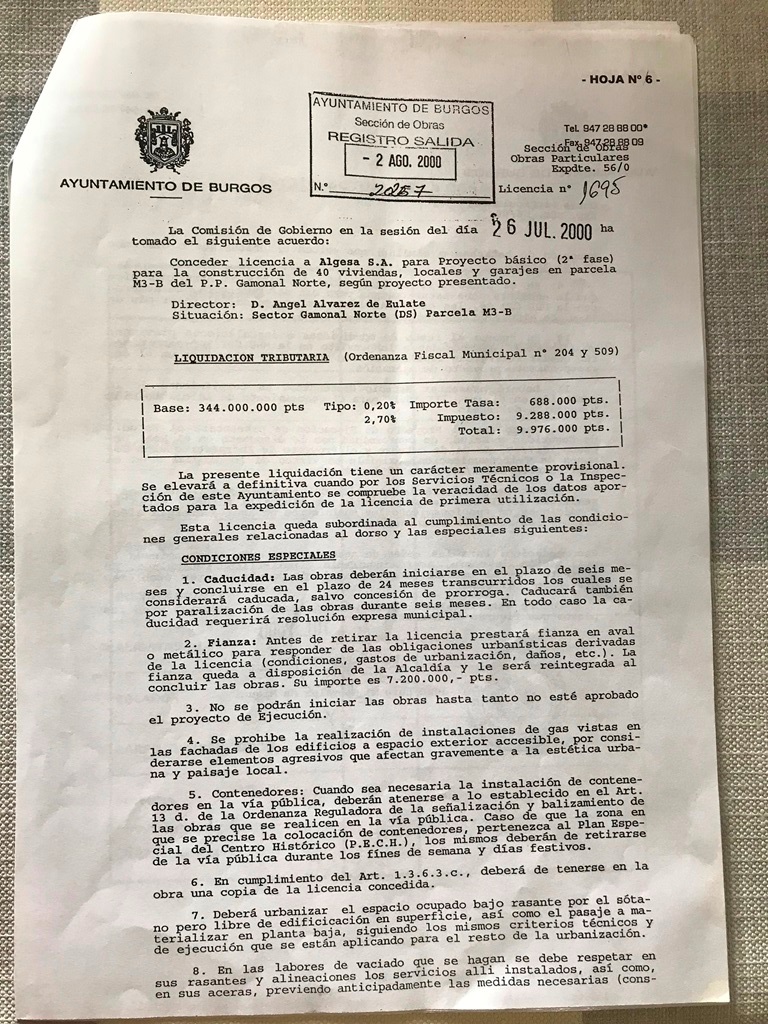 - HOJA Nº 6 -
AYUNTAMIENTO DE BURGOS
AYUNTAMIENTO DE BURGOS
Sección de Obras
REGISTRO SALIDA
- 2 AGO. 2000
N.º 2257
Tel. 947 28 88 00*
Fax 947 28 88 09
Sección de Obras
Obras Particulares
Expdte. 56/0
Licencia nº 1695
La Comisión de Gobierno en la sesión del día 26 JUL. 2000 ha
tomado el siguiente acuerdo:
Conceder licencia a Algesa S.A. para Proyecto básico (2ª fase)
para la construcción de 40 viviendas, locales y garajes en parcela
M3-B del P.P. Gamonal Norte, según proyecto presentado.
Director: D. Angel Alvarez de Eulate
Situación: Sector Gamonal Norte (DS) Parcela M3-B
LIQUIDACION TRIBUTARIA (Ordenanza Fiscal Municipal nº 204 y 509)
Base: 344.000.000 pts Tipo: 0,20% Importe Tasa: 688.000 pts.
2,70% Impuesto: 9.288.000 pts.
Total: 9.976.000 pts.
La presente liquidación tiene un carácter meramente provisional.
Se elevará a definitiva cuando por los Servicios Técnicos o la Inspec-
ción de este Ayuntamiento se compruebe la veracidad de los datos apor-
tados para la expedición de la licencia de primera utilización.
Esta licencia queda subordinada al cumplimiento de las condicio-
nes generales relacionadas al dorso y las especiales siguientes:
CONDICIONES ESPECIALES
1. Caducidad: Las obras deberán iniciarse en el plazo de seis me-
ses y concluirse en el plazo de 24 meses transcurridos los cuales se
considerará caducada, salvo concesión de prorroga. Caducará también
por paralización de las obras durante seis meses. En todo caso la ca-
ducidad requerirá resolución expresa municipal.
2. Fianza: Antes de retirar la licencia prestará fianza en aval
o metálico para responder de las obligaciones urbanísticas derivadas
de la licencia (condiciones, gastos de urbanización, daños, etc.). La
fianza queda a disposición de la Alcaldía y le será reintegrada al
concluir las obras. Su importe es 7.200.000,- pts.
3. No se podrán iniciar las obras hasta tanto no esté aprobado
el proyecto de Ejecución.
4. Se prohibe la realización de instalaciones de gas vistas en
las fachadas de los edificios a espacio exterior accesible, por consi-
derarse elementos agresivos que afectan gravemente a la estética urba-
na y paisaje local.
5. Contenedores: Cuando sea necesaria la instalación de contene-
dores en la vía pública, deberán atenerse a lo establecido en el Art.
13 d. de la Ordenanza Reguladora de la señalización y balizamiento de
las obras que se realicen en la vía pública. Caso de que la zona en
que se precise la colocación de contenedores, pertenezca al Plan Espe-
cial del Centro Histórico (P.E.C.H.), los mismos deberán de retirarse
de la vía pública durante los fínes de semana y días festivos.
6. En cumplimiento del Art. 1.3.6.3.c., deberá de tenerse en la
obra una copia de la licencia concedida.
7. Deberá urbanizar el espacio ocupado bajo rasante por el sóta-
no pero libre de edificicación en superficie, así como el pasaje a ma-
terializar en planta baja, siguiendo los mismos criterios técnicos y
de ejecución que se están aplicando para el resto de la urbanización.
8. En las labores de vaciado que se hagan se debe respetar en
sus rasantes y alineaciones los servicios alli instalados, así como,
en sus aceras, previendo anticipadamente las medidas necesarias (cons-